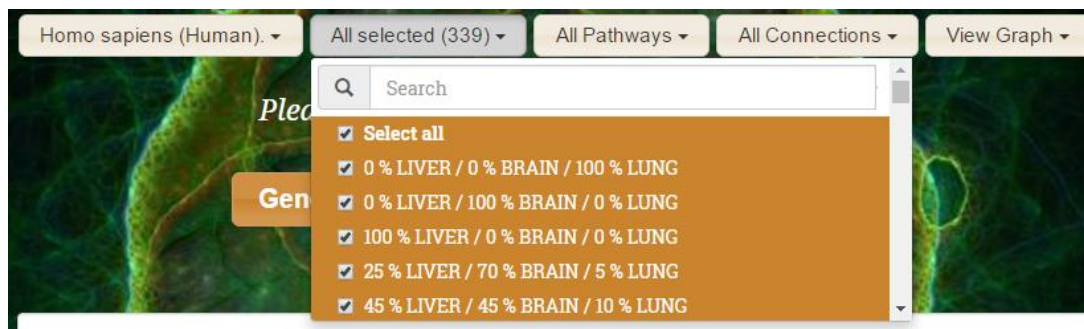 Homo sapiens (Human). All selected (339) All Pathways All Connections View Graph
Search
Select all
0 % LIVER / 0 % BRAIN / 100 % LUNG
0 % LIVER / 100 % BRAIN / 0 % LUNG
100 % LIVER / 0 % BRAIN / 0 % LUNG
25 % LIVER / 70 % BRAIN / 5 % LUNG
45 % LIVER / 45 % BRAIN / 10 % LUNG